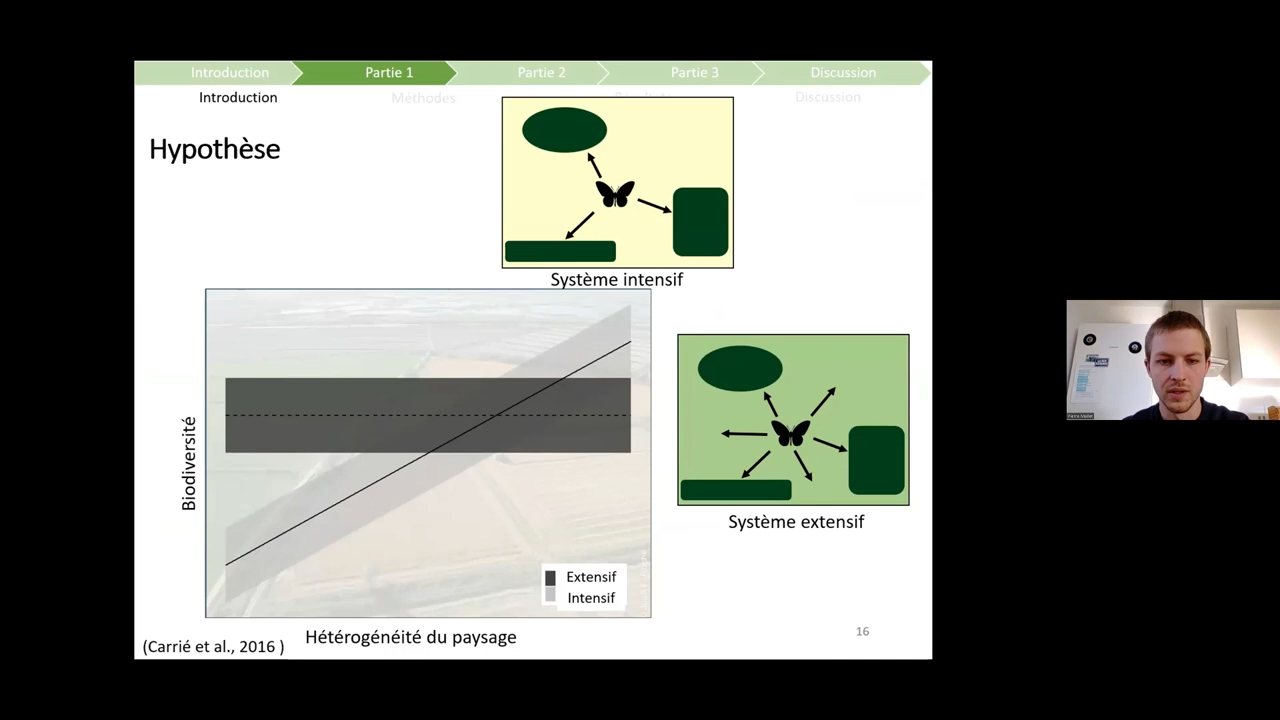 Introduction
Partie 1
Partie 2
Partie 3
Discussion
Introduction
Méthodes
Discussion
Hypothèse
Système intensif
Biodiversité
Système extensif
Extensif
Intensif
Hétérogénéité du paysage
16
(Carrié et al., 2016 )